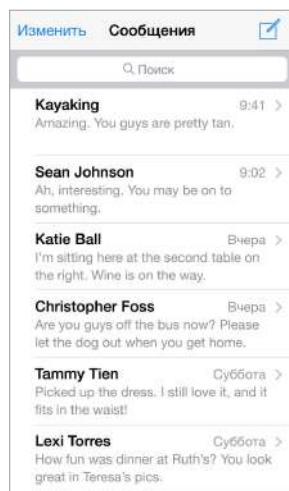 Изменить Сообщения
Поиск
Kayaking 9:41
Amazing. You guys are pretty tan.
Sean Johnson 9:02
Ah, interesting. You may be on to
something.
Katie Ball Вчера
I'm sitting here at the second table on
the right. Wine is on the way.
Christopher Foss Вчера
Are you guys off the bus now? Please
let the dog out when you get home.
Tammy Tien Суббота
Picked up the dress. I still love it, and it
fits in the waist!
Lexi Torres Суббота
How fun was dinner at Ruth's? You look
great in Teresa's pics.